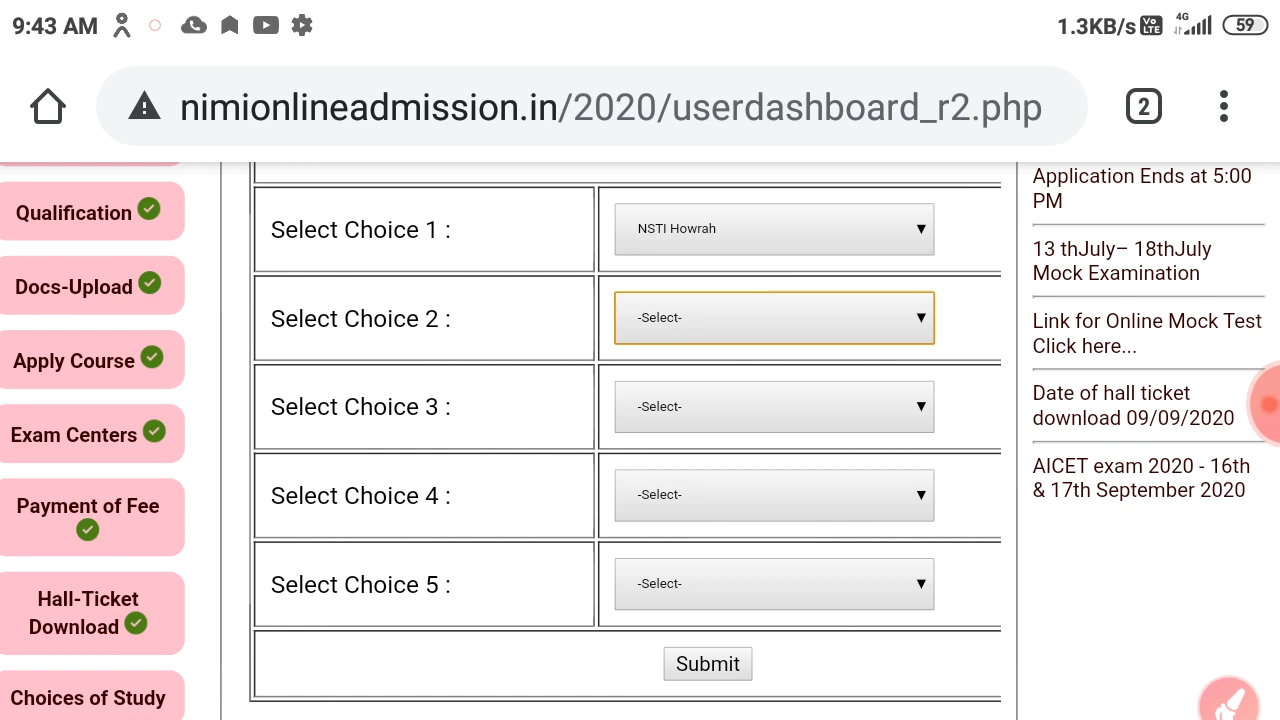 9:43 AM
1.3KB/s Vo LTE 4G 59
nimionlineadmission.in/2020/userdashboard_r2.php
2
Qualification
Docs-Upload
Apply Course
Exam Centers
Payment of Fee
Hall-Ticket
Download
Choices of Study
Select Choice 1 :
NSTI Howrah
Select Choice 2 :
-Select-
Select Choice 3 :
-Select-
Select Choice 4 :
-Select-
Select Choice 5 :
-Select-
Submit
Application Ends at 5:00
PM
13 thJuly– 18thJuly
Mock Examination
Link for Online Mock Test
Click here...
Date of hall ticket
download 09/09/2020
AICET exam 2020 - 16th
& 17th September 2020